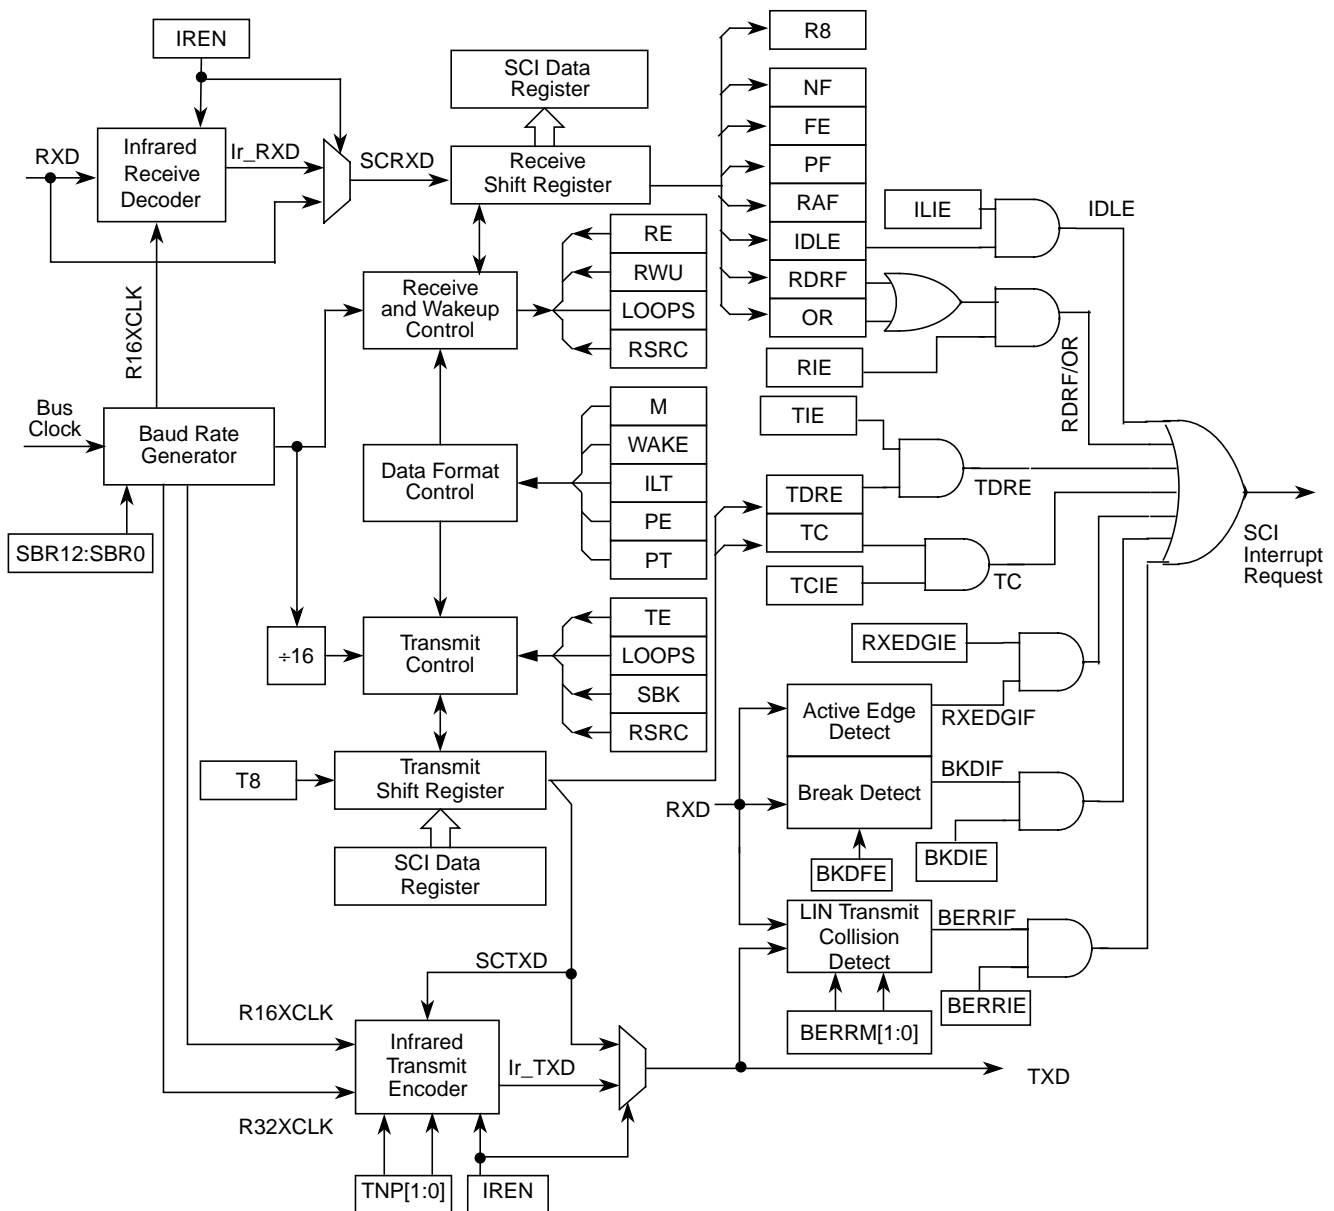 IREN
SCI Data
Register
R8
NF
FE
PF
RAF
IDLE
RDRF
OR
RXD
Infrared
Receive
Decoder
Ir_RXD
SCRXD
Receive
Shift Register
ILIE
IDLE
R16XCLK
Receive
and Wakeup
Control
RE
RWU
LOOPS
RSRC
RIE
RDRF/OR
Bus
Clock
Baud Rate
Generator
Data Format
Control
M
WAKE
ILT
PE
PT
TIE
TDRE
TC
TDRE
TCIE
TC
SCI
Interrupt
Request
SBR12:SBR0
÷16
Transmit
Control
TE
LOOPS
SBK
RSRC
RXEDGIE
Active Edge
Detect
RXEDGIF
T8
Transmit
Shift Register
RXD
Break Detect
BKDIF
BKDIE
BKDFE
SCI Data
Register
LIN Transmit
Collision
Detect
BERRIF
BERRIE
BERRM[1:0]
SCTXD
R16XCLK
Infrared
Transmit
Encoder
Ir_TXD
R32XCLK
TXD
TNP[1:0]
IREN